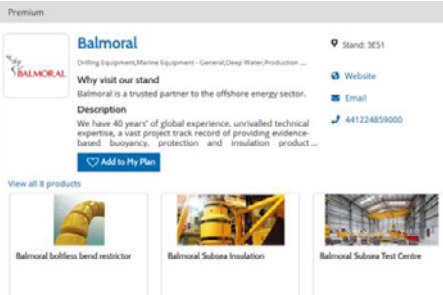 Premium
The
BALMORAL
Balmoral
Drilling Equipment,Marine Equipment - General,Deep Water,Production ...
Why visit our stand
Balmoral is a trusted partner to the offshore energy sector.
Description
We have 40 years' of global experience, unrivalled technical
expertise, a vast project track record of providing evidence-
based buoyancy, protection and insulation product...
Add to My Plan
Stand: 3E51
Website
Email
441224859000
View all 8 products
Balmoral boltless bend restrictor
Balmoral Subsea Insulation
Balmoral Subsea Test Centre